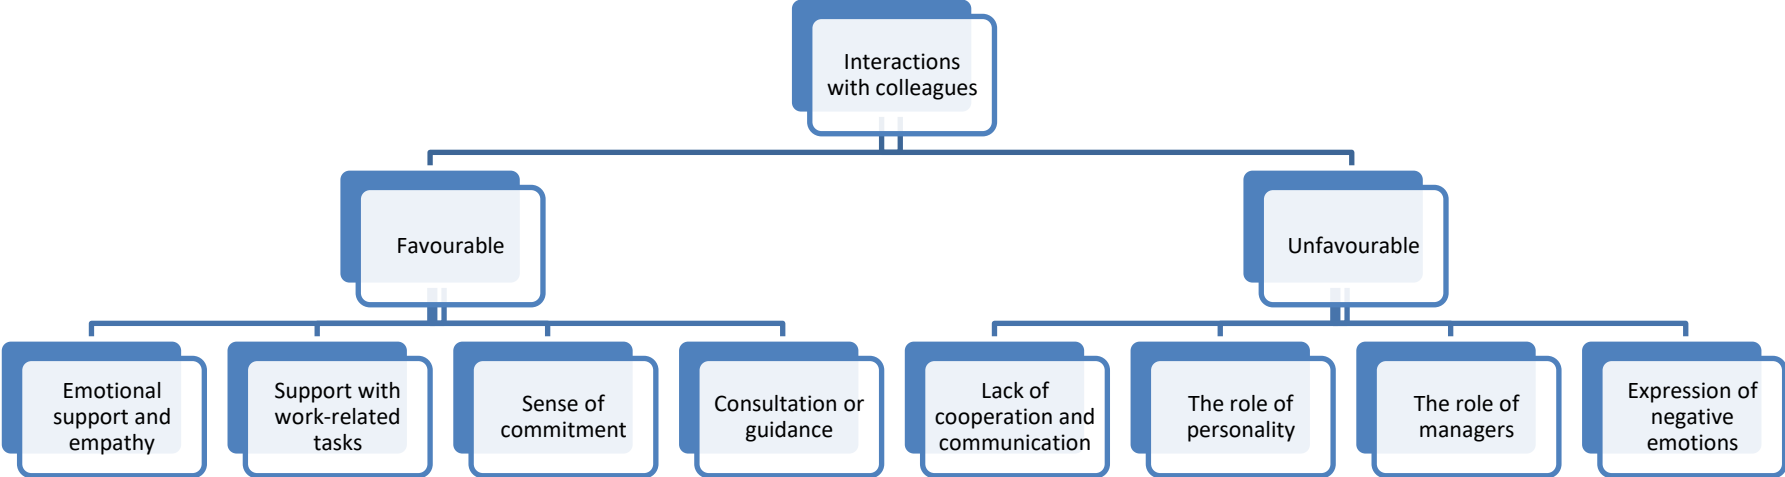 Interactions
with colleagues
Favourable
Unfavourable
Emotional
support and
empathy
Support with
work-related
tasks
Sense of
commitment
Consultation or
guidance
Lack of
cooperation and
communication
The role of
personality
The role of
managers
Expression of
negative
emotions